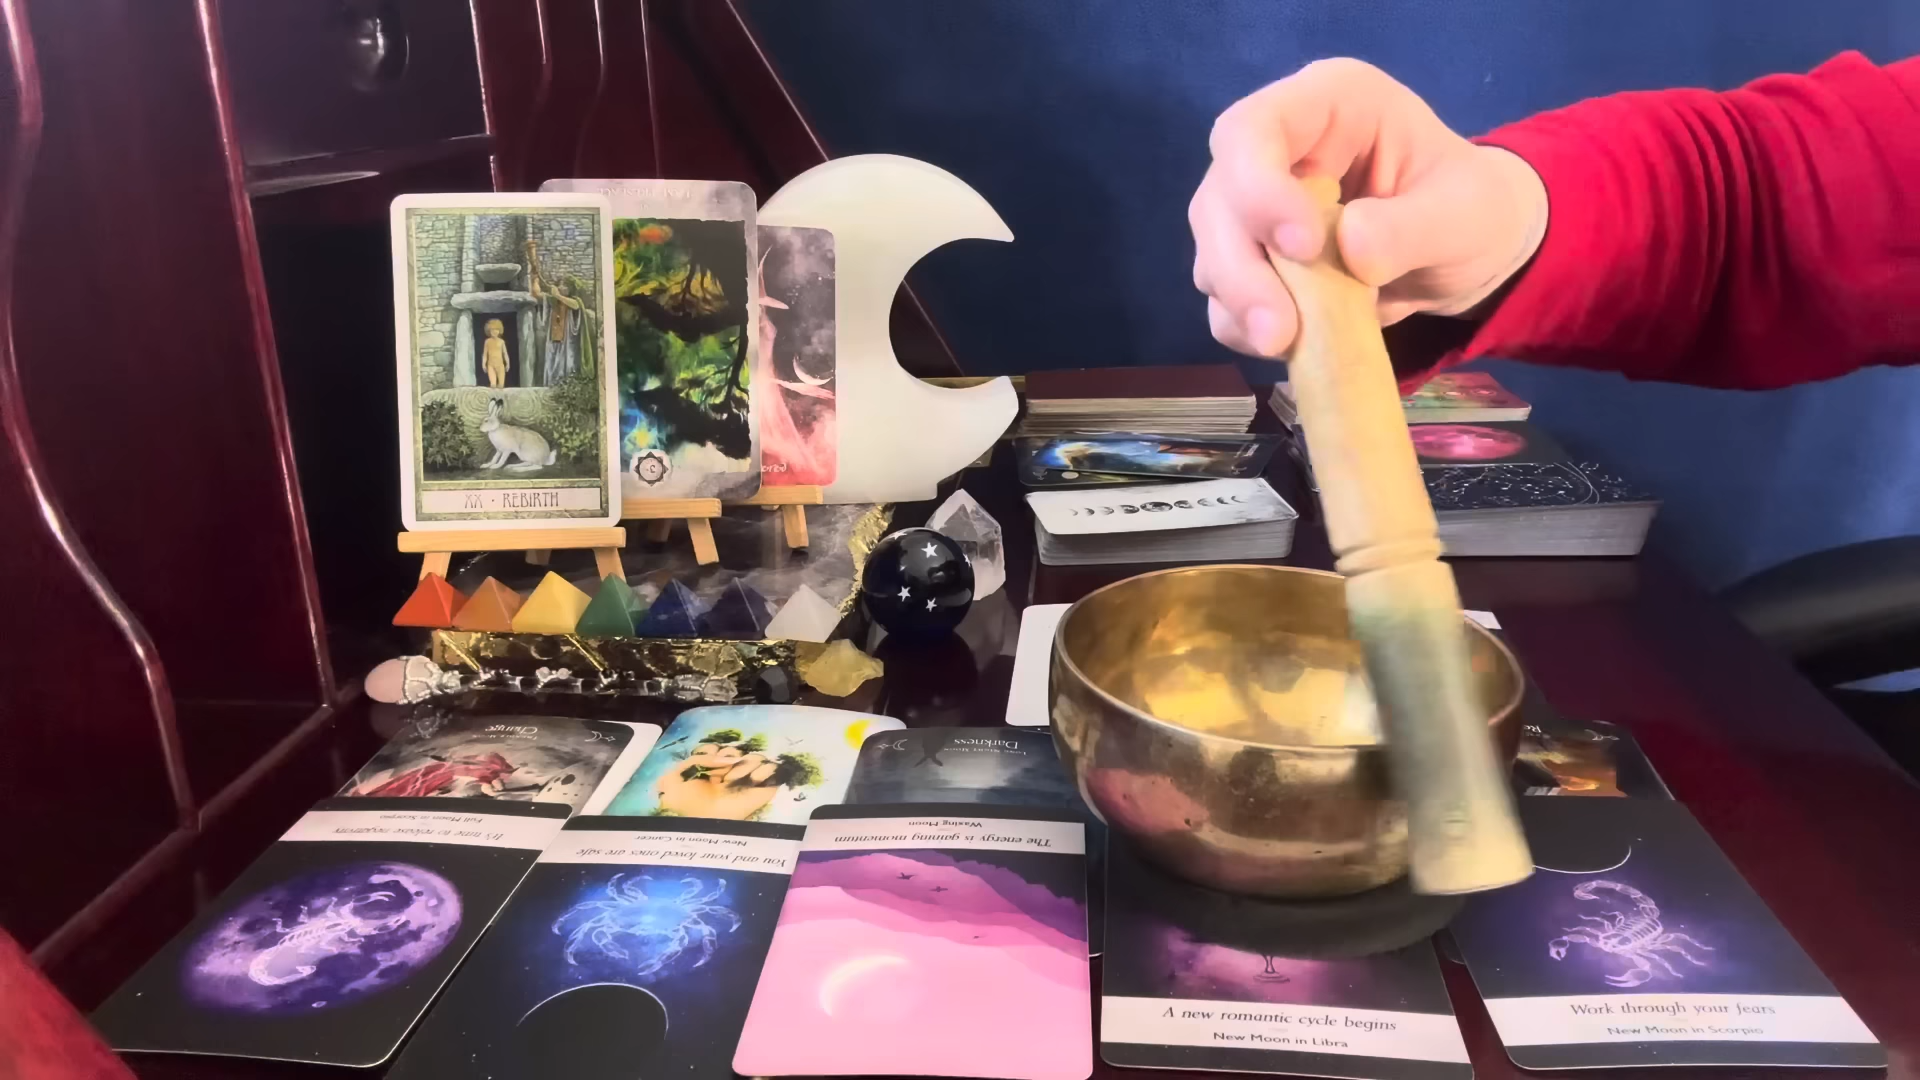 XX · REBIRTH
Change
Darkness
Full Moon in Scorpio
It's time to release negativity
New Moon in Cancer
You and your loved ones are safe
Waxing Moon
The energy is gaining momentum
A new romantic cycle begins
New Moon in Libra
Work through your fears
New Moon in Scorpio